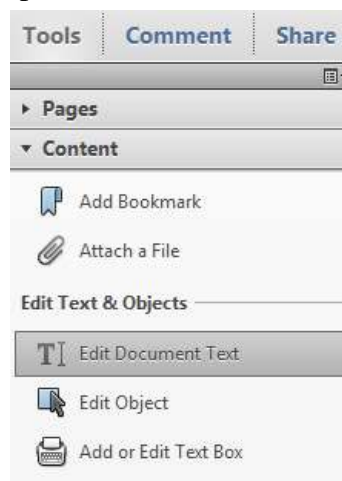 Tools Comment Share
Pages
Content
Add Bookmark
Attach a File
Edit Text & Objects
Edit Document Text
Edit Object
Add or Edit Text Box